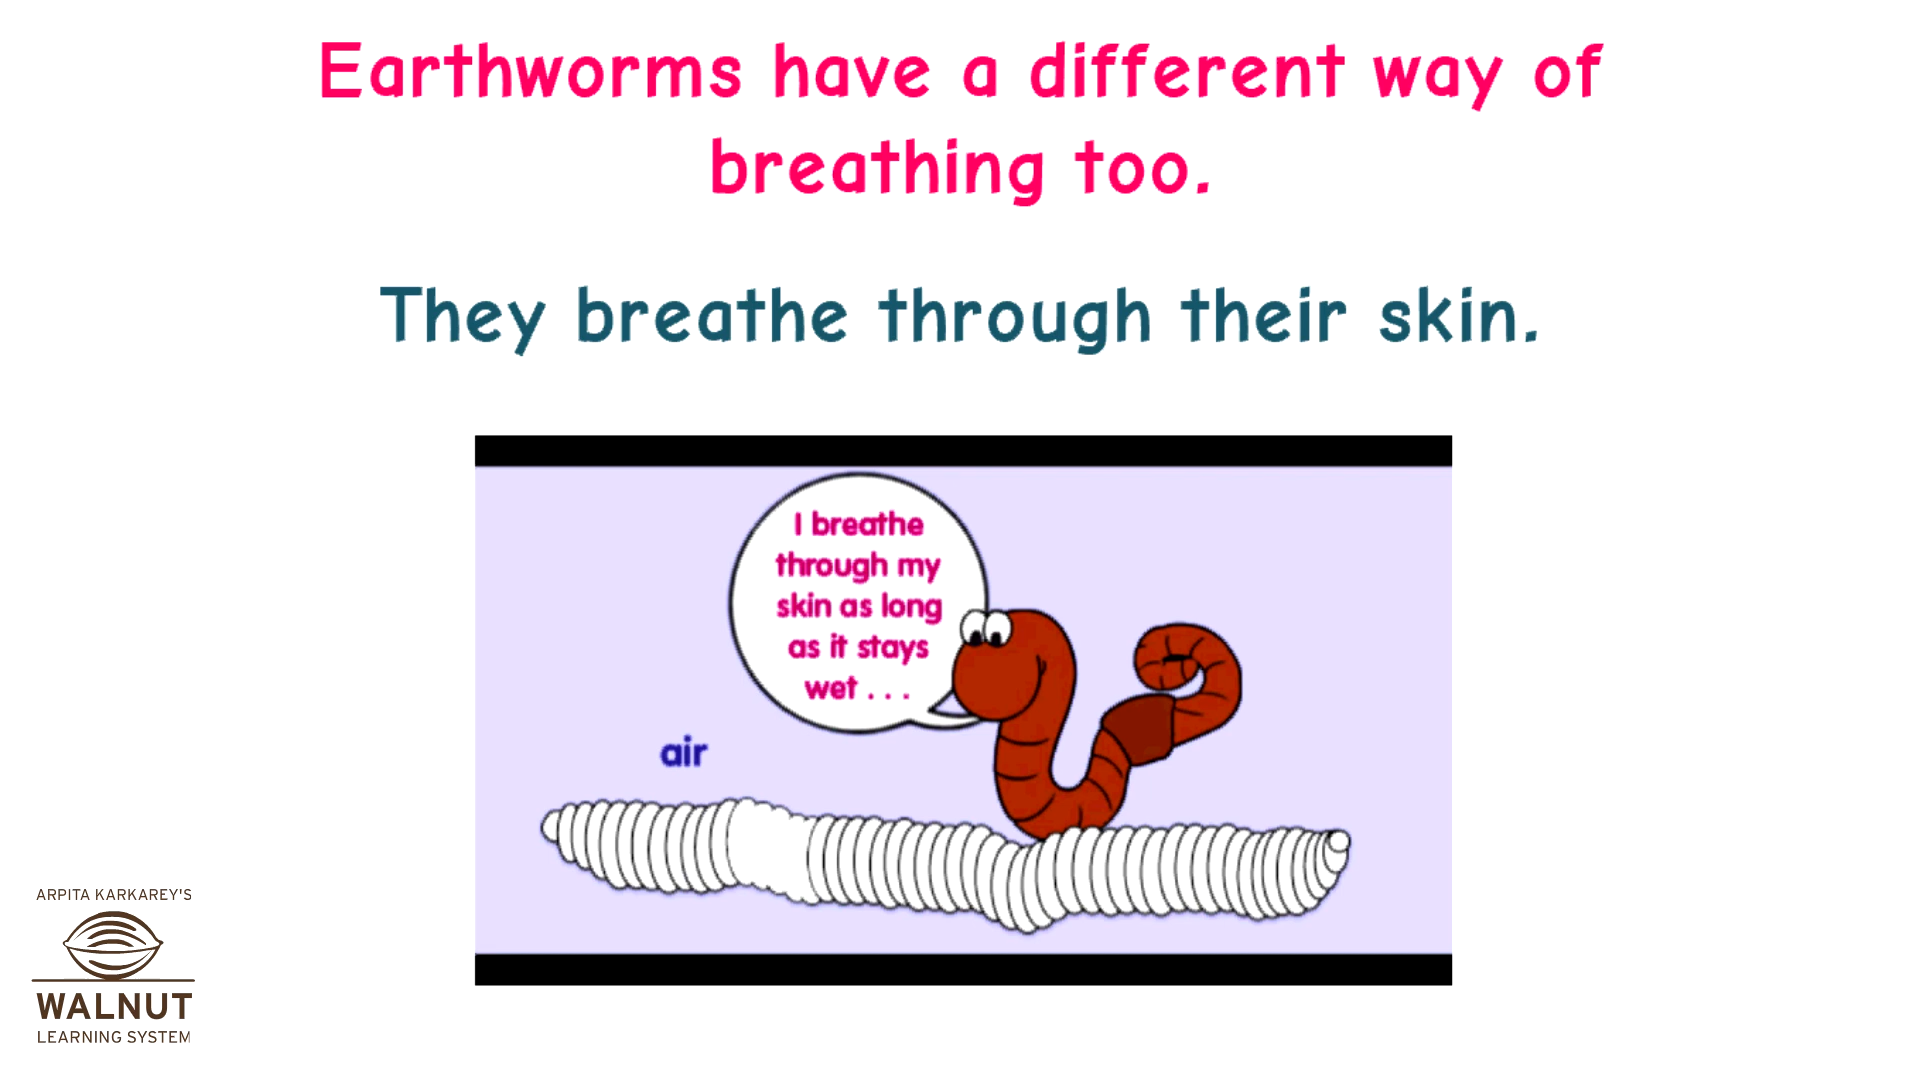 Earthworms have a different way of
breathing too.
They breathe through their skin.
I breathe
through my
skin as long
as it stays
wet . . .
air
ARPITA KARKAREY'S
WALNUT
LEARNING SYSTEM